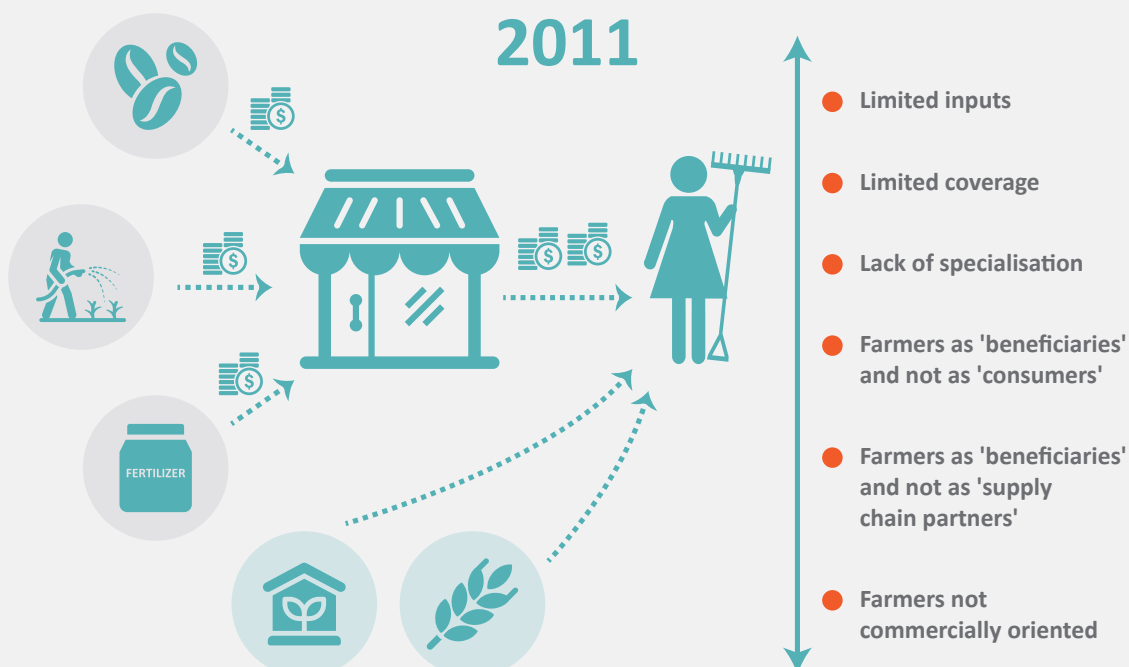 2011
Limited inputs
Limited coverage
Lack of specialisation
Farmers as 'beneficiaries'
and not as 'consumers'
Farmers as 'beneficiaries'
and not as 'supply
chain partners'
Farmers not
commercially oriented
$
$
$
$
$
FERTILIZER